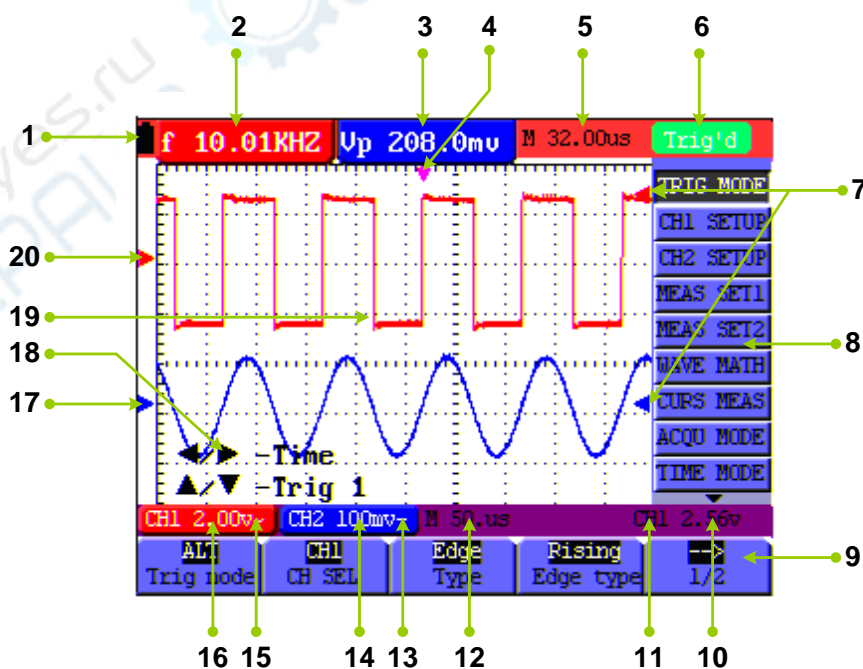 2 3 4 5 6
1
f 10.01KHZ Vp 208.0mv M 32.00us Trig'd
TRIG MODE
7
CH1 SETUP
CH2 SETUP
20
MEAS SET1
19
MEAS SET2
8
18
WAVE MATH
17
CURS MEAS
ACQU MODE
◀/▶ -Time
TIME MODE
▲/▼ -Trig 1
CH1 2.00v~ CH2 100mv~ M 50.us CH1 2.56v
ALT CH1 Edge Rising -->
9
Trig mode CH SEL Type Edge type 1/2
16 15 14 13 12 11 10
yes.ru